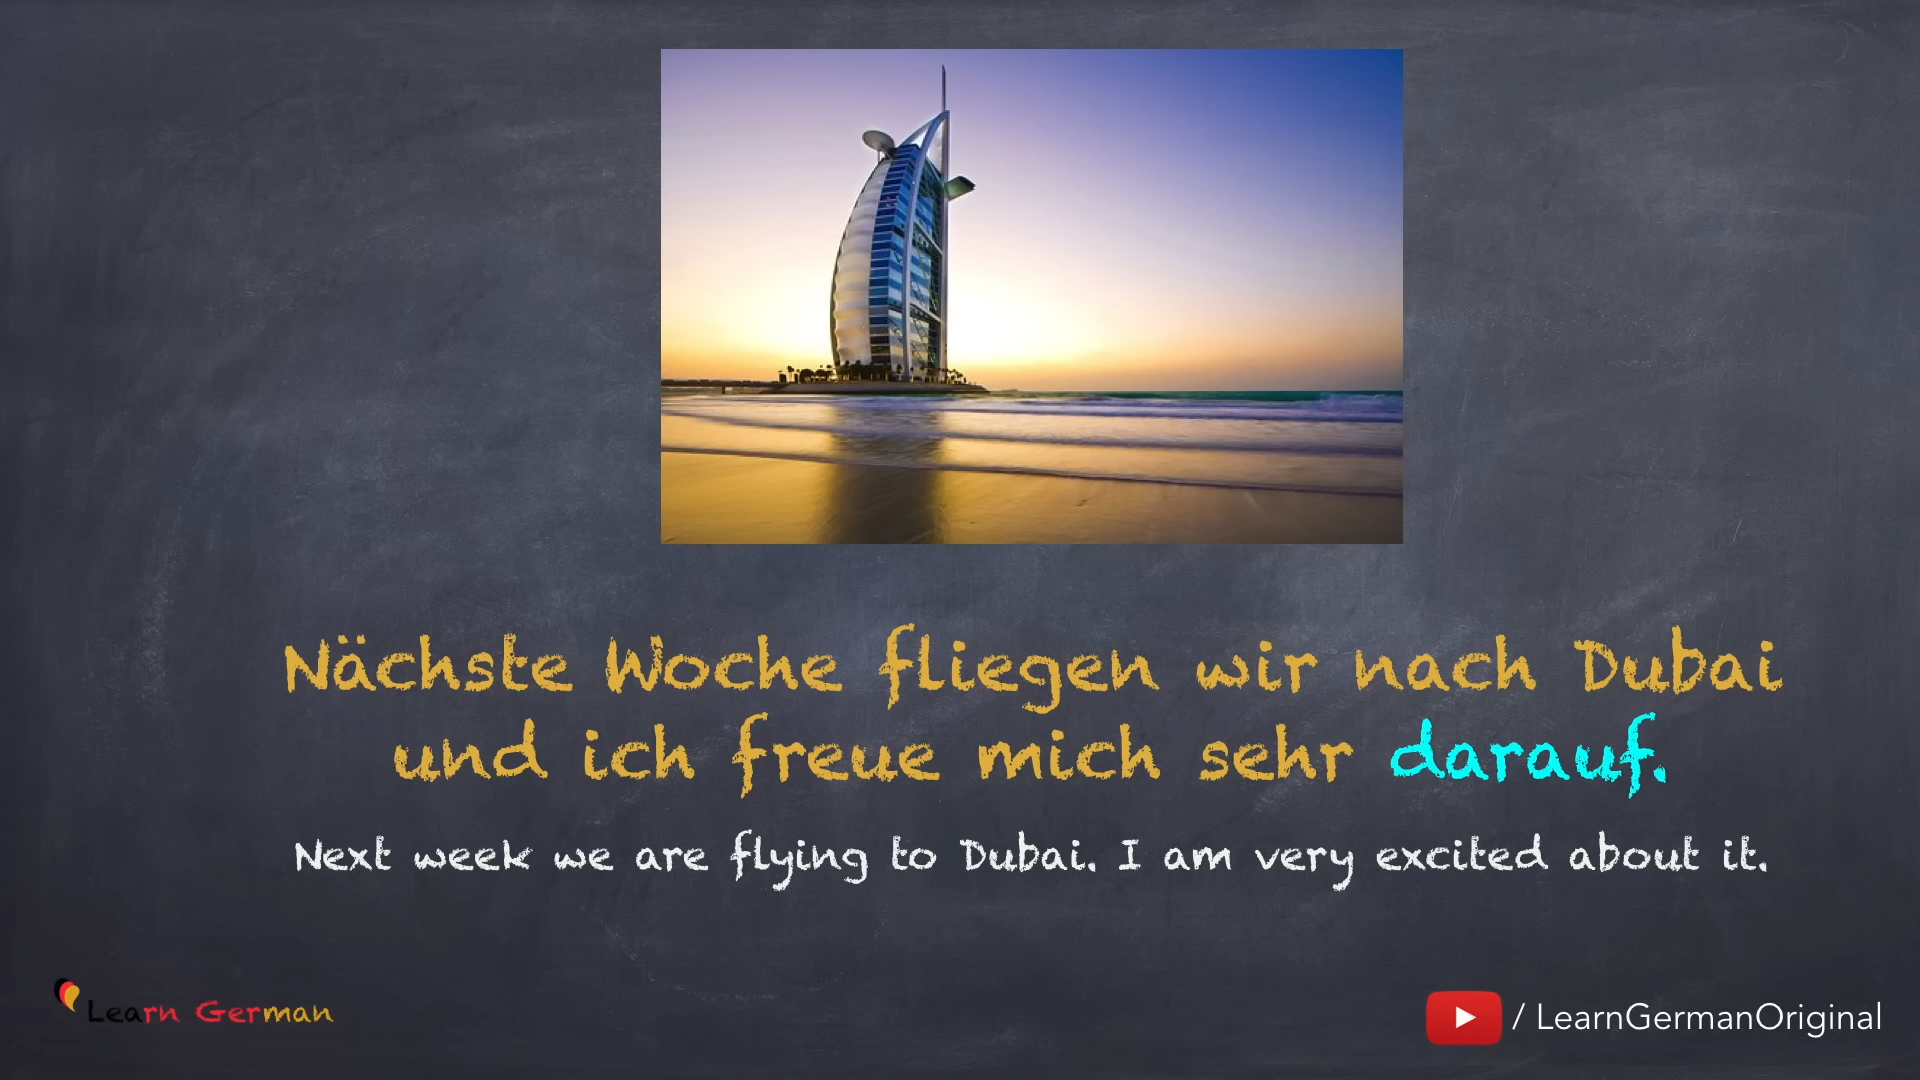 Nächste Woche fliegen wir nach Dubai
und ich freue mich sehr darauf.
Next week we are flying to Dubai. I am very excited about it.
Learn German
/ LearnGermanOriginal